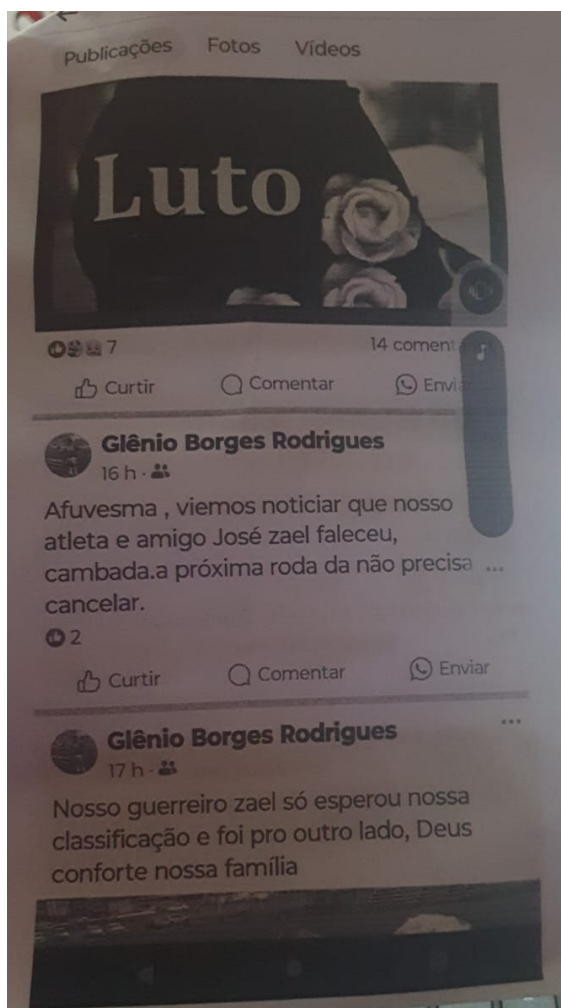 Publicações Fotos Vídeos
Luto
7 14 coment
Curtir Comentar Envia
Glênio Borges Rodrigues
16 h ·
Afuvesma , viemos noticiar que nosso
atleta e amigo José zael faleceu,
cambada.a próxima roda da não precisa ...
cancelar.
2
Curtir Comentar Enviar
Glênio Borges Rodrigues ...
17 h ·
Nosso guerreiro zael só esperou nossa
classificação e foi pro outro lado, Deus
conforte nossa família